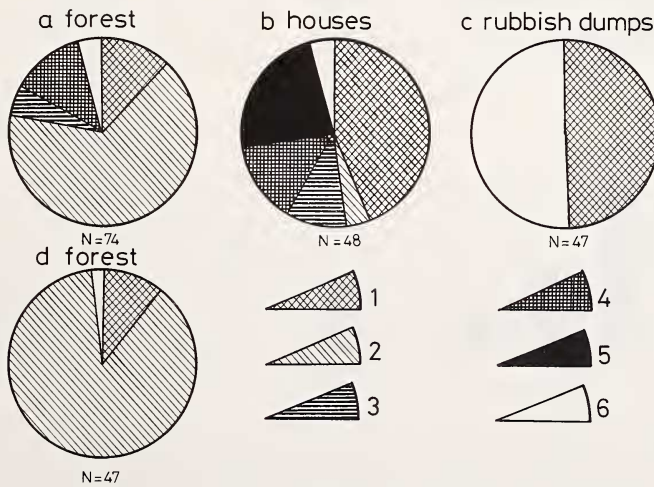 a forest
b houses
c rubbish dumps
N=74
N=48
N=47
d forest
1
4
2
5
3
6
N=47